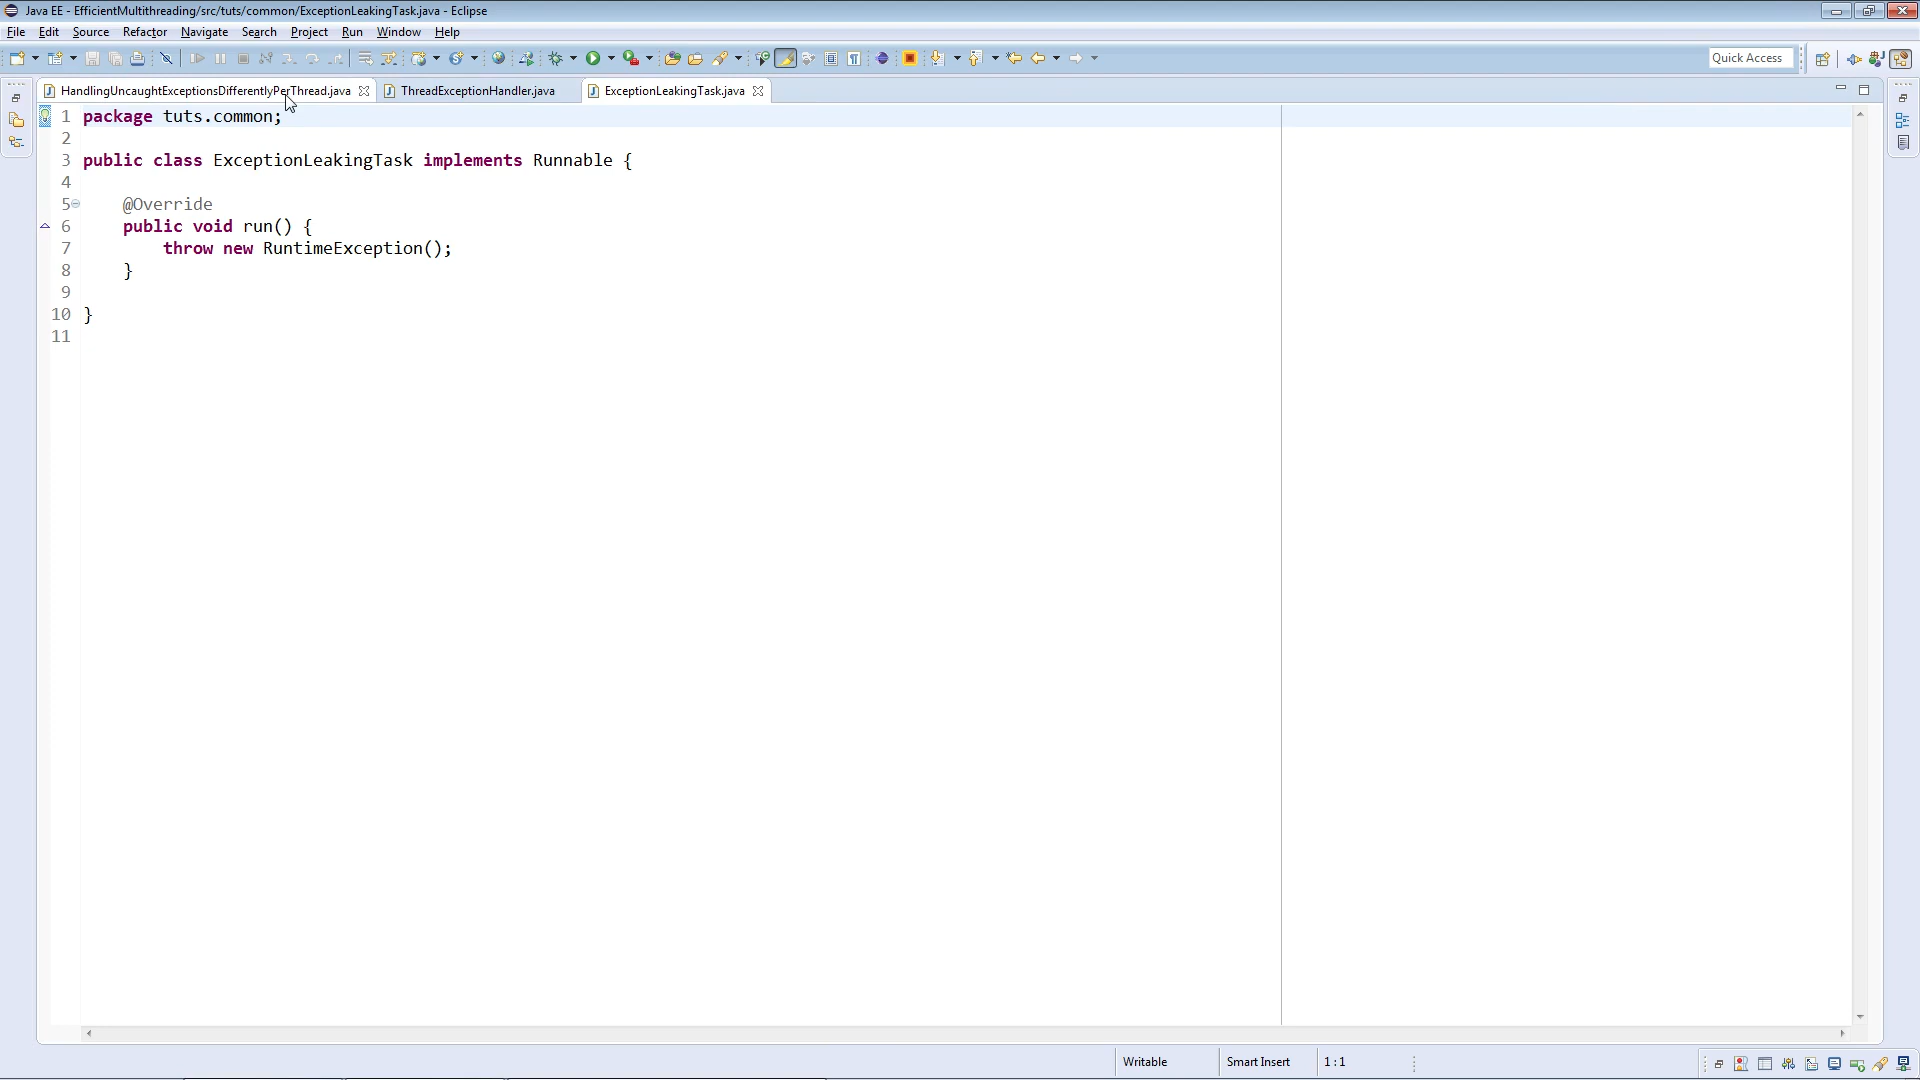 Java EE - EfficientMultithreading/src/tuts/common/ExceptionLeakingTask.java - Eclipse
File Edit Source Refactor Navigate Search Project Run Window Help
Quick Access
HandlingUncaughtExceptionsDifferentlyPerThread.java ThreadExceptionHandler.java ExceptionLeakingTask.java
1 package tuts.common;
2
3 public class ExceptionLeakingTask implements Runnable {
4
5 @Override
6 public void run() {
7 throw new RuntimeException();
8 }
9
10 }
11
Writable Smart Insert 1 : 1